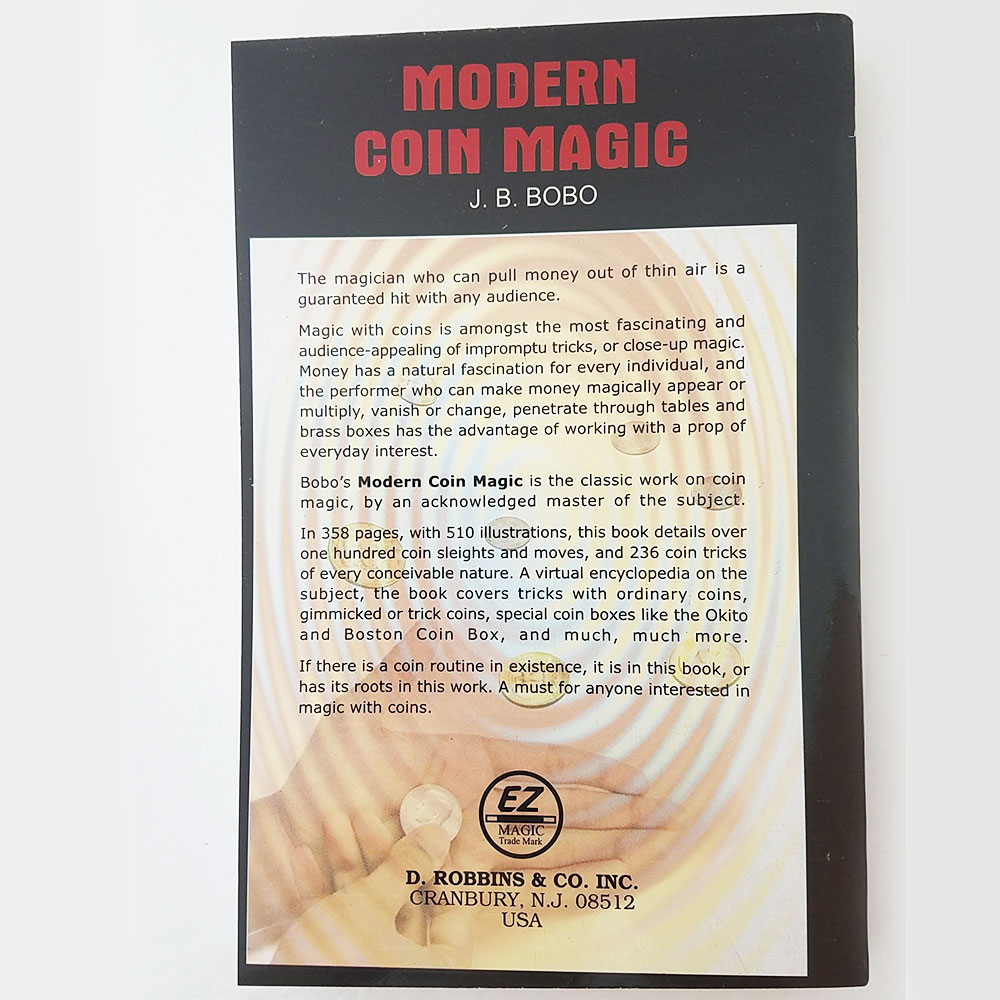 MODERN
COIN MAGIC
J. B. BOBO
The magician who can pull money out of thin air is a
guaranteed hit with any audience.
Magic with coins is amongst the most fascinating and
audience-appealing of impromptu tricks, or close-up magic.
Money has a natural fascination for every individual, and
the performer who can make money magically appear or
multiply, vanish or change, penetrate through tables and
brass boxes has the advantage of working with a prop of
everyday interest.
Bobo's Modern Coin Magic is the classic work on coin
magic, by an acknowledged master of the subject.
In 358 pages, with 510 illustrations, this book details over
one hundred coin sleights and moves, and 236 coin tricks
of every conceivable nature. A virtual encyclopedia on the
subject, the book covers tricks with ordinary coins,
gimmicked or trick coins, special coin boxes like the Okito
and Boston Coin Box, and much, much more.
If there is a coin routine in existence, it is in this book, or
has its roots in this work. A must for anyone interested in
magic with coins.
EZ
MAGIC
Trade Mark
D. ROBBINS & CO. INC.
CRANBURY, N.J. 08512
USA